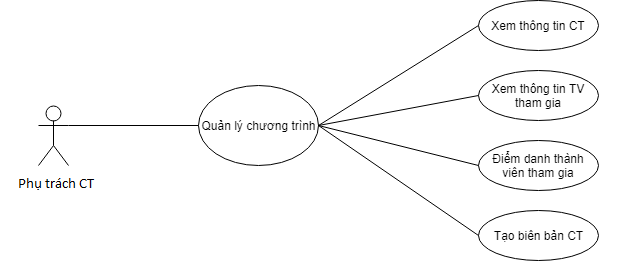 Xem thông tin CT
Xem thông tin TV
tham gia
Quản lý chương trình
Điểm danh thành
viên tham gia
Phụ trách CT
Tạo biên bản CT